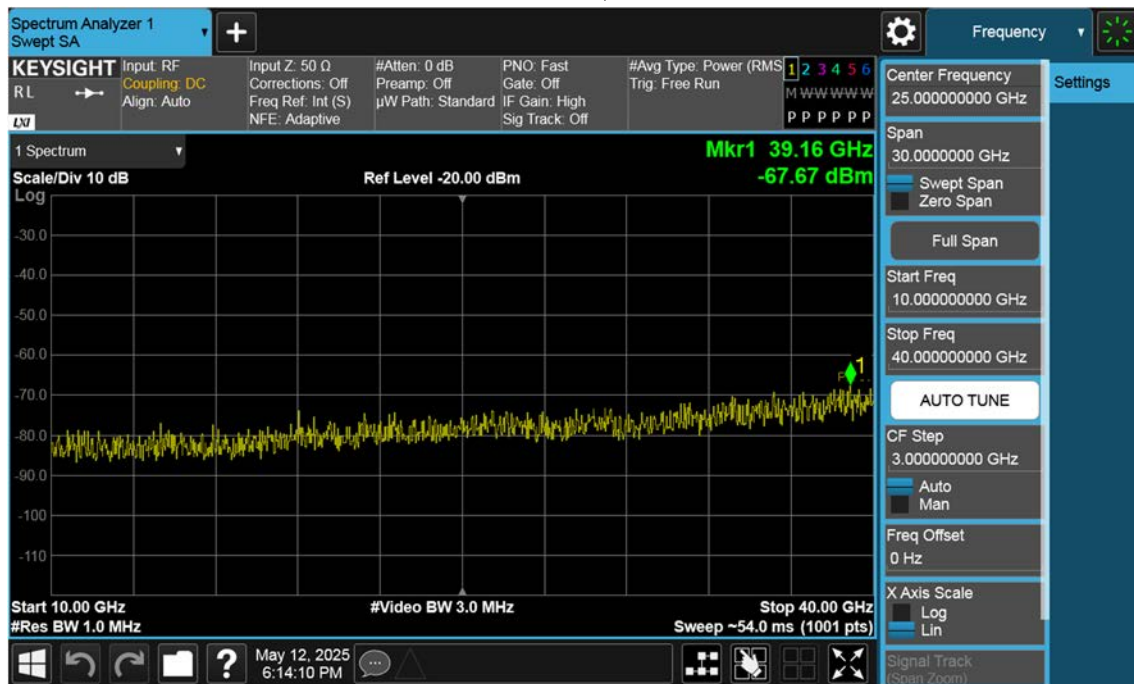 Spectrum Analyzer 1
Swept SA
+
Frequency
KEYSIGHT
RL
LXI
Input: RF
Coupling: DC
Align: Auto
Input Z: 50 Ω
Corrections: Off
Freq Ref: Int (S)
NFE: Adaptive
#Atten: 0 dB
Preamp: Off
µW Path: Standard
PNO: Fast
Gate: Off
IF Gain: High
Sig Track: Off
#Avg Type: Power (RMS
Trig: Free Run
1 2 3 4 5 6
M W W W W W
P P P P P P
1 Spectrum
Scale/Div 10 dB
Ref Level -20.00 dBm
Mkr1 39.16 GHz
-67.67 dBm
Log
-30.0
-40.0
-50.0
-60.0
-70.0
-80.0
-90.0
-100
-110
1
Start 10.00 GHz
#Res BW 1.0 MHz
#Video BW 3.0 MHz
Stop 40.00 GHz
Sweep ~54.0 ms (1001 pts)
Center Frequency
25.000000000 GHz
Span
30.0000000 GHz
Swept Span
Zero Span
Full Span
Start Freq
10.000000000 GHz
Stop Freq
40.000000000 GHz
AUTO TUNE
CF Step
3.000000000 GHz
Auto
Man
Freq Offset
0 Hz
X Axis Scale
Log
Lin
Signal Track
(Span Zoom)
Settings
?
May 12, 2025
6:14:10 PM